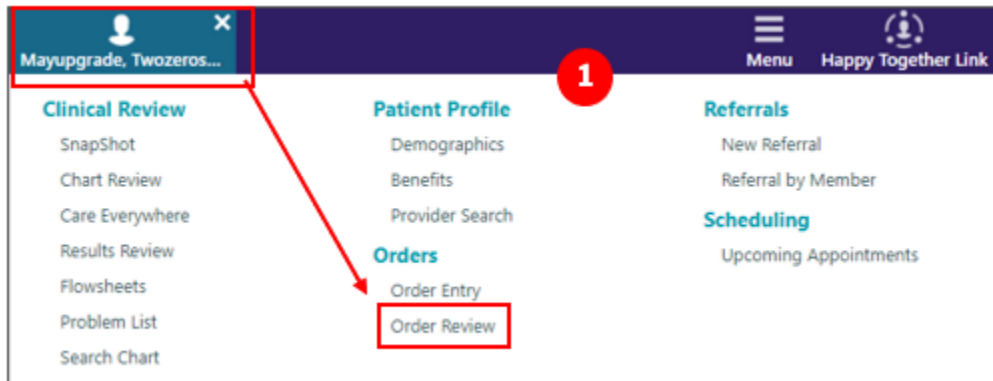 Mayupgrade, Twozeros...
Menu
Happy Together Link
1
Clinical Review
SnapShot
Chart Review
Care Everywhere
Results Review
Flowsheets
Problem List
Search Chart
Patient Profile
Demographics
Benefits
Provider Search
Orders
Order Entry
Order Review
Referrals
New Referral
Referral by Member
Scheduling
Upcoming Appointments